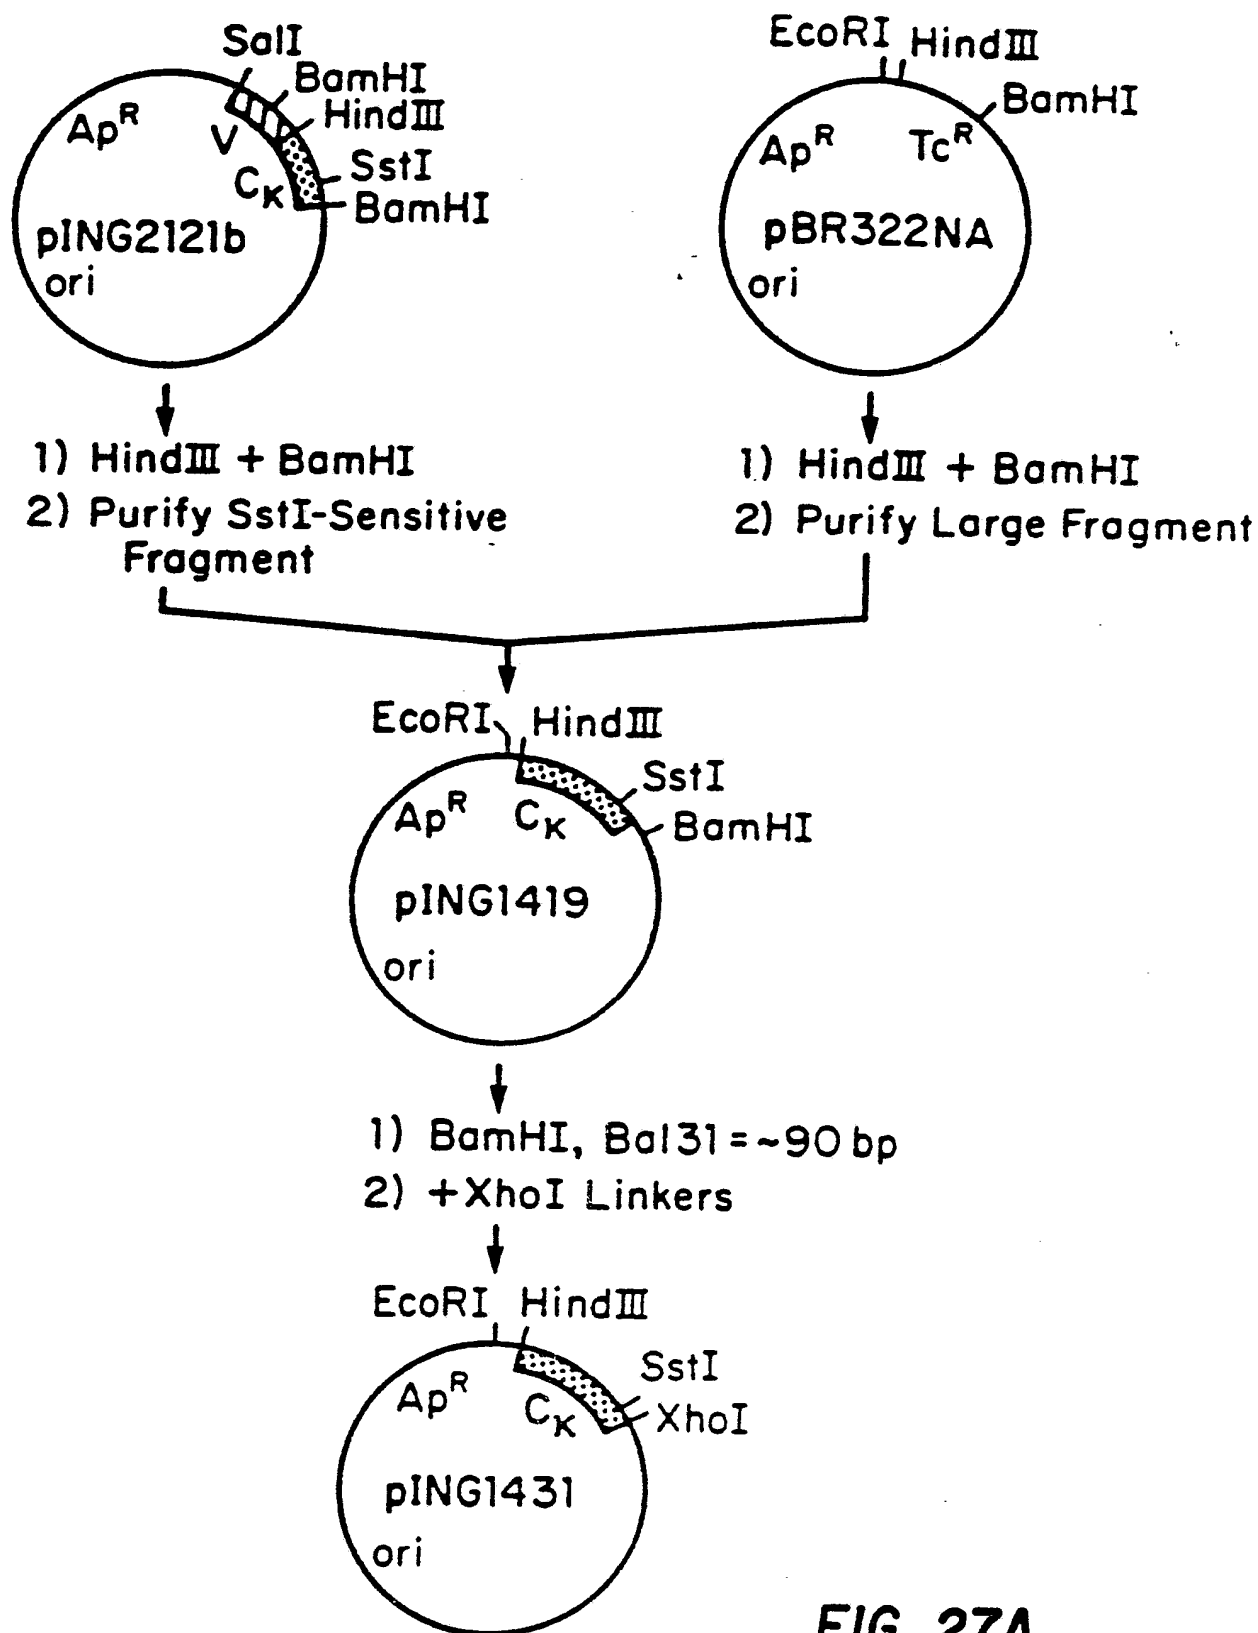 SalI
BamHI
HindIII
SstI
BamHI
Ap^R
V
C_K
pING2121b
ori
1) HindIII + BamHI
2) Purify SstI-Sensitive
Fragment
EcoRI HindIII
BamHI
Ap^R Tc^R
pBR322NA
ori
1) HindIII + BamHI
2) Purify Large Fragment
EcoRI HindIII
SstI
BamHI
Ap^R C_K
pING1419
ori
1) BamHI, Bal31 = ~90 bp
2) +XhoI Linkers
EcoRI HindIII
SstI
XhoI
Ap^R C_K
pING1431
ori
FIG. 27A